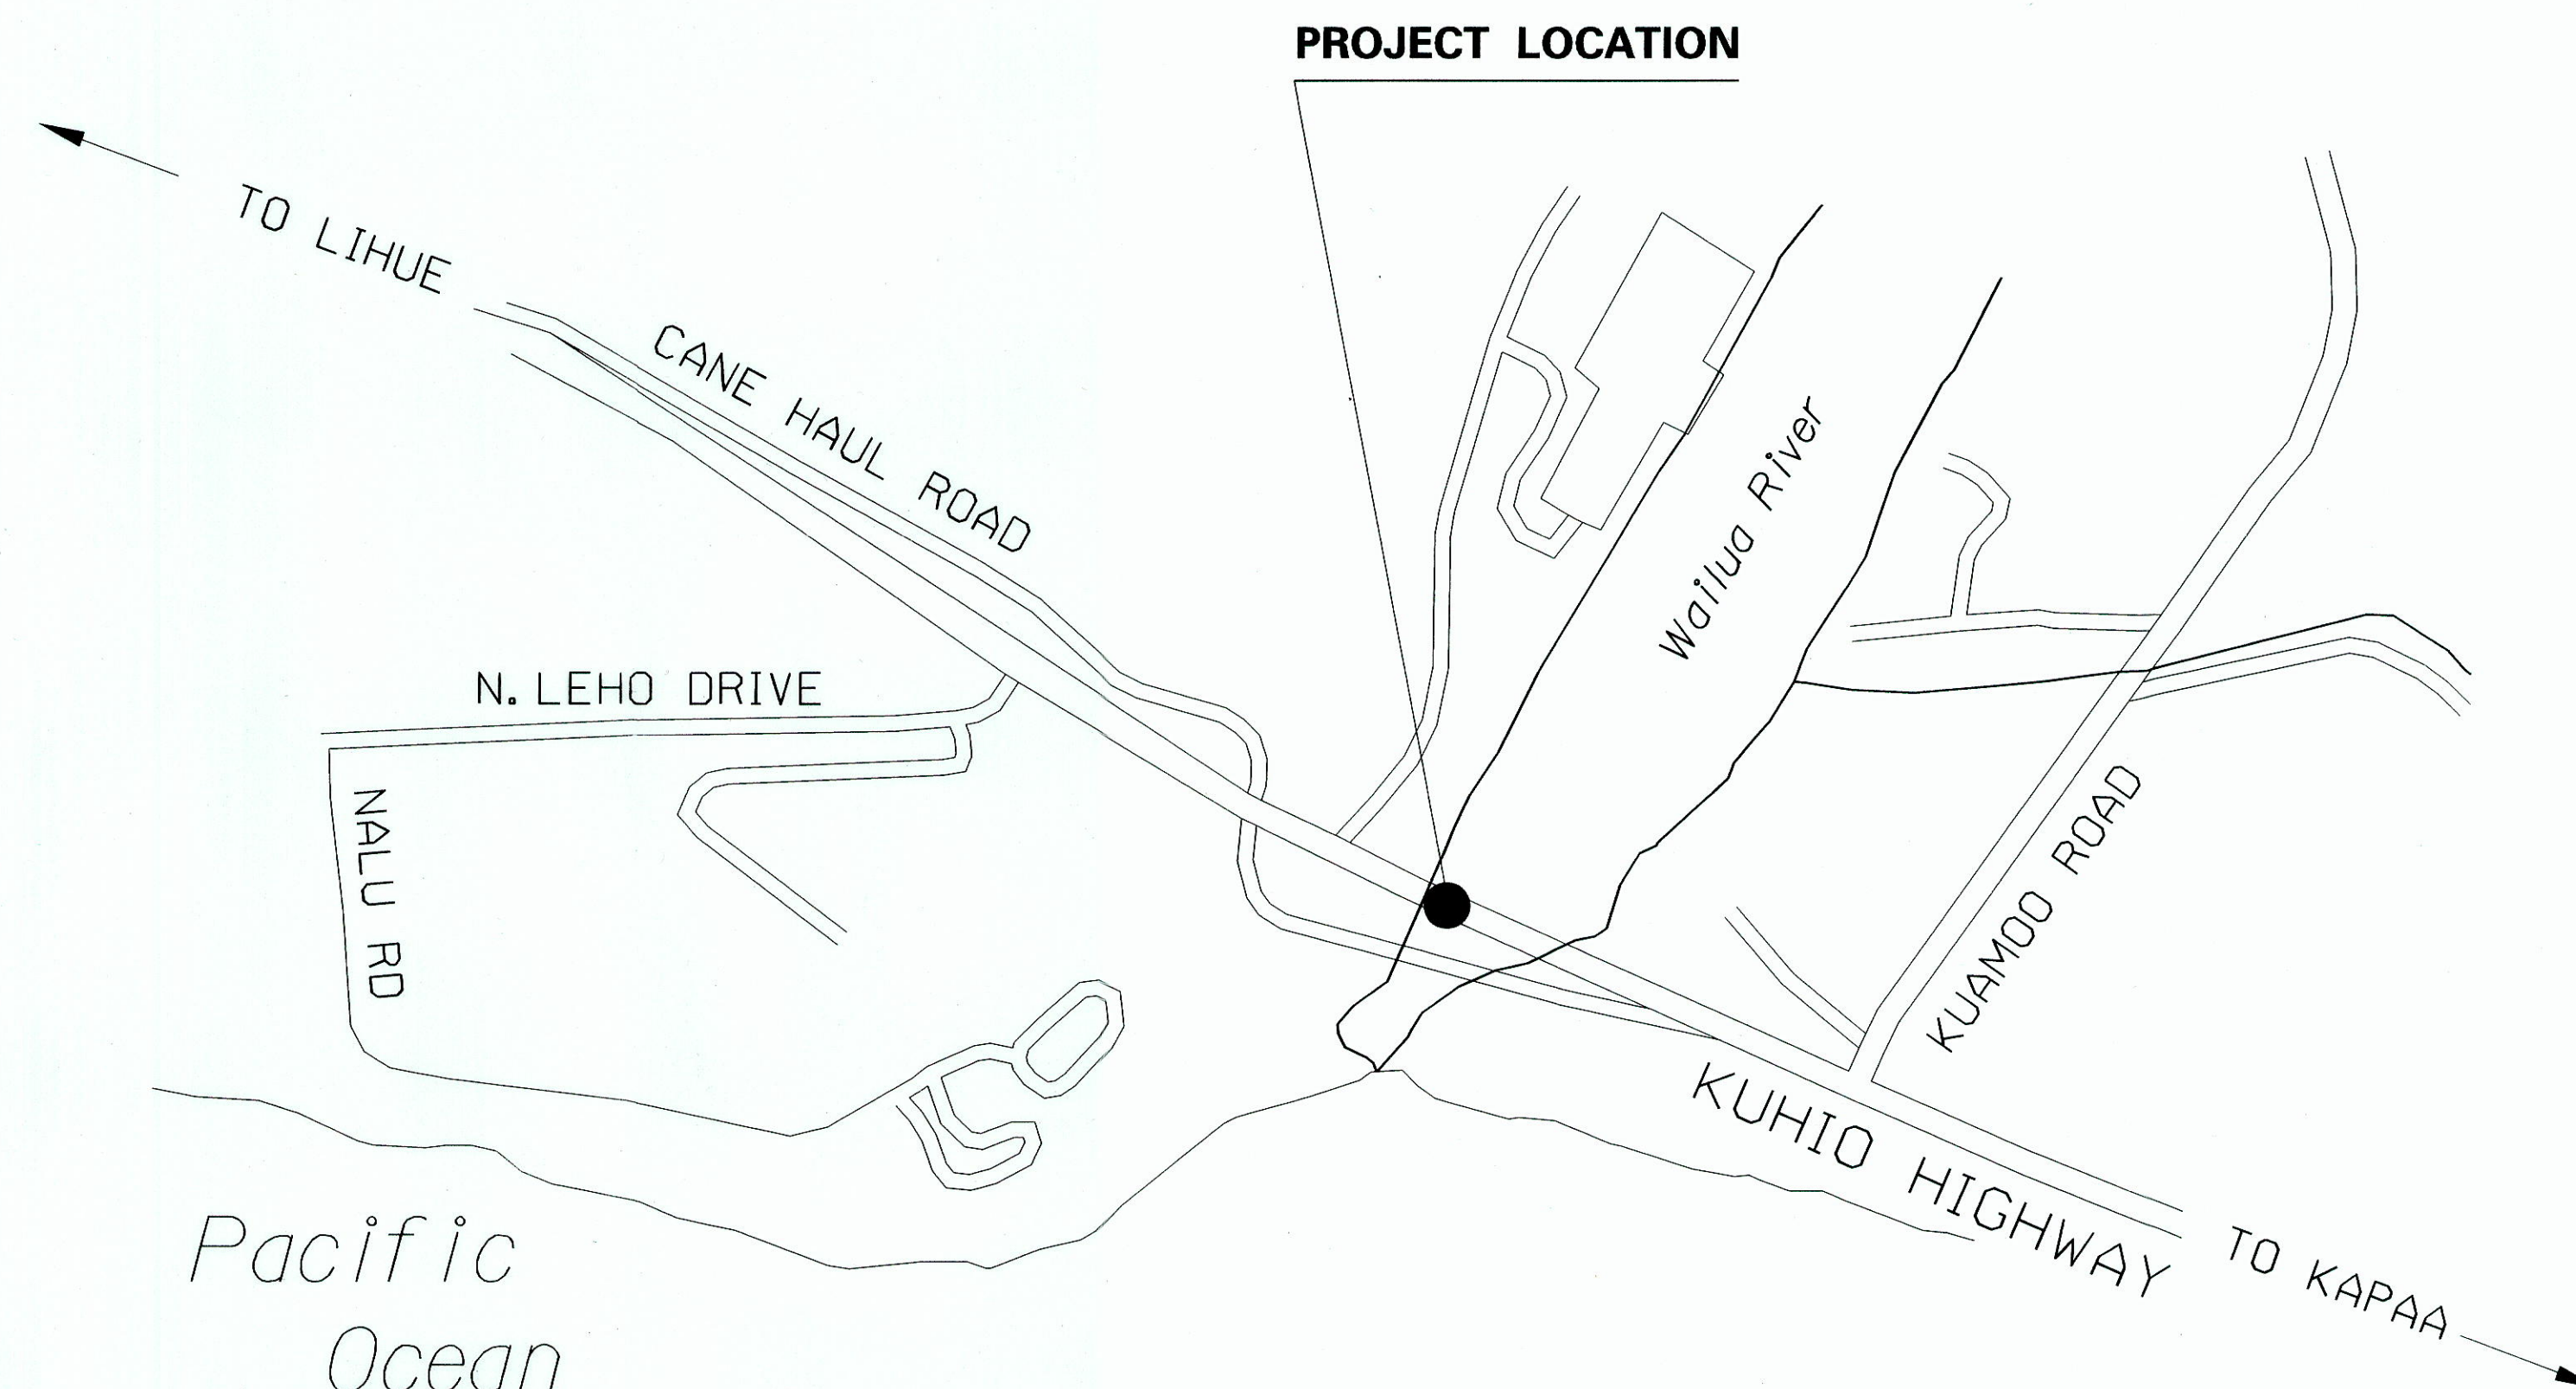 PROJECT LOCATION
TO LIHUE
CANE HAUL ROAD
Wailua River
N. LEHO DRIVE
NALU RD
KUAMOO ROAD
KUHIO HIGHWAY
TO KAPAA
Pacific
Ocean